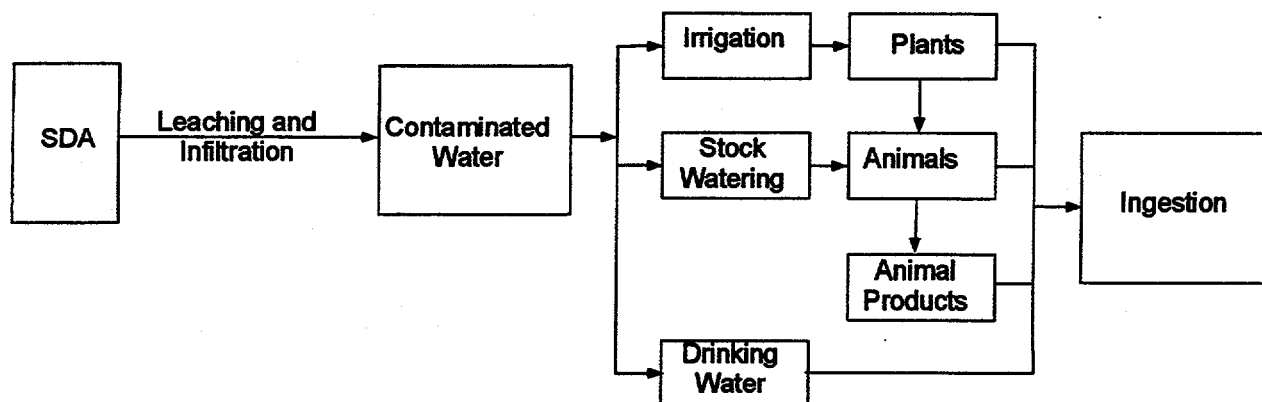 SDA
Leaching and
Infiltration
Contaminated
Water
Irrigation
Plants
Stock
Watering
Animals
Animal
Products
Drinking
Water
Ingestion